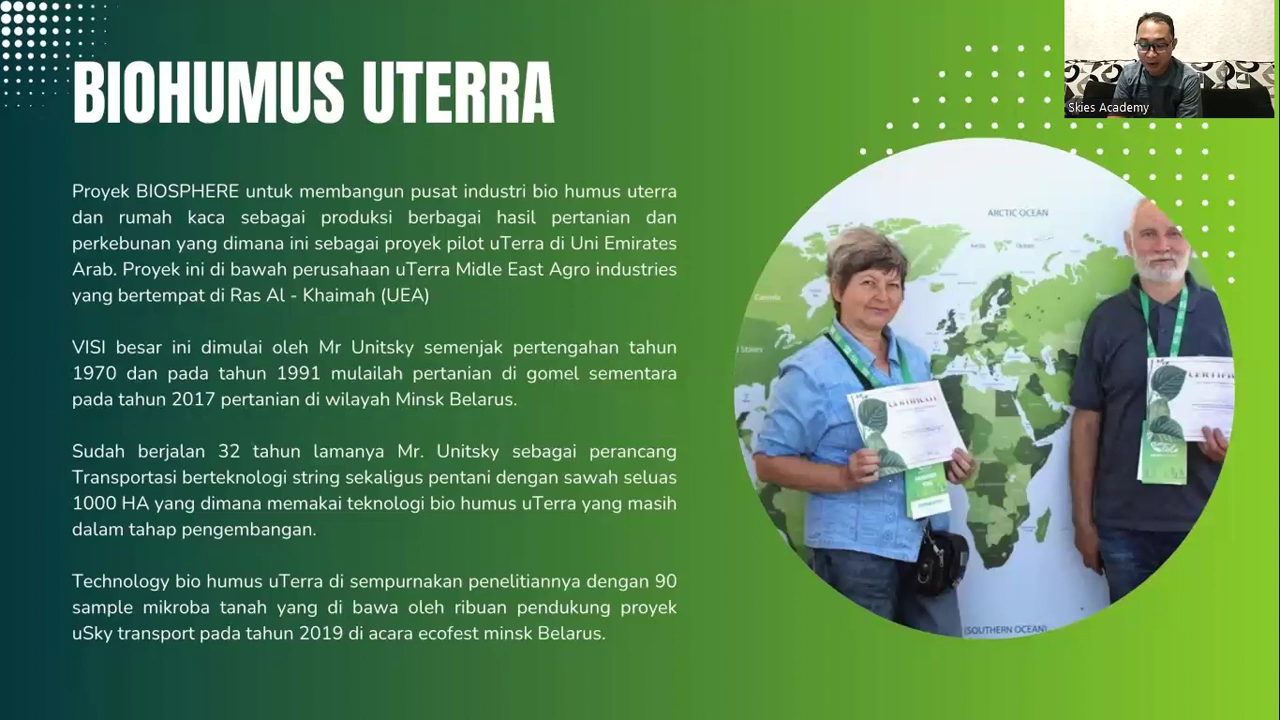 BIOHUMUS UTERRA
Proyek BIOSPHERE untuk membangun pusat industri bio humus uterra
dan rumah kaca sebagai produksi berbagai hasil pertanian dan
perkebunan yang dimana ini sebagai proyek pilot uTerra di Uni Emirates
Arab. Proyek ini di bawah perusahaan uTerra Midle East Agro industries
yang bertempat di Ras Al - Khaimah (UEA)
VISI besar ini dimulai oleh Mr Unitsky semenjak pertengahan tahun
1970 dan pada tahun 1991 mulailah pertanian di gomel sementara
pada tahun 2017 pertanian di wilayah Minsk Belarus.
Sudah berjalan 32 tahun lamanya Mr. Unitsky sebagai perancang
Transportasi berteknologi string sekaligus pentani dengan sawah seluas
1000 HA yang dimana memakai teknologi bio humus uTerra yang masih
dalam tahap pengembangan.
Technology bio humus uTerra di sempurnakan penelitiannya dengan 90
sample mikroba tanah yang di bawa oleh ribuan pendukung proyek
uSky transport pada tahun 2019 di acara ecofest minsk Belarus.
Skies Academy
ARCTIC OCEAN
Canada
CERTIFICATE
CERTIFI
(SOUTHERN OCEAN)